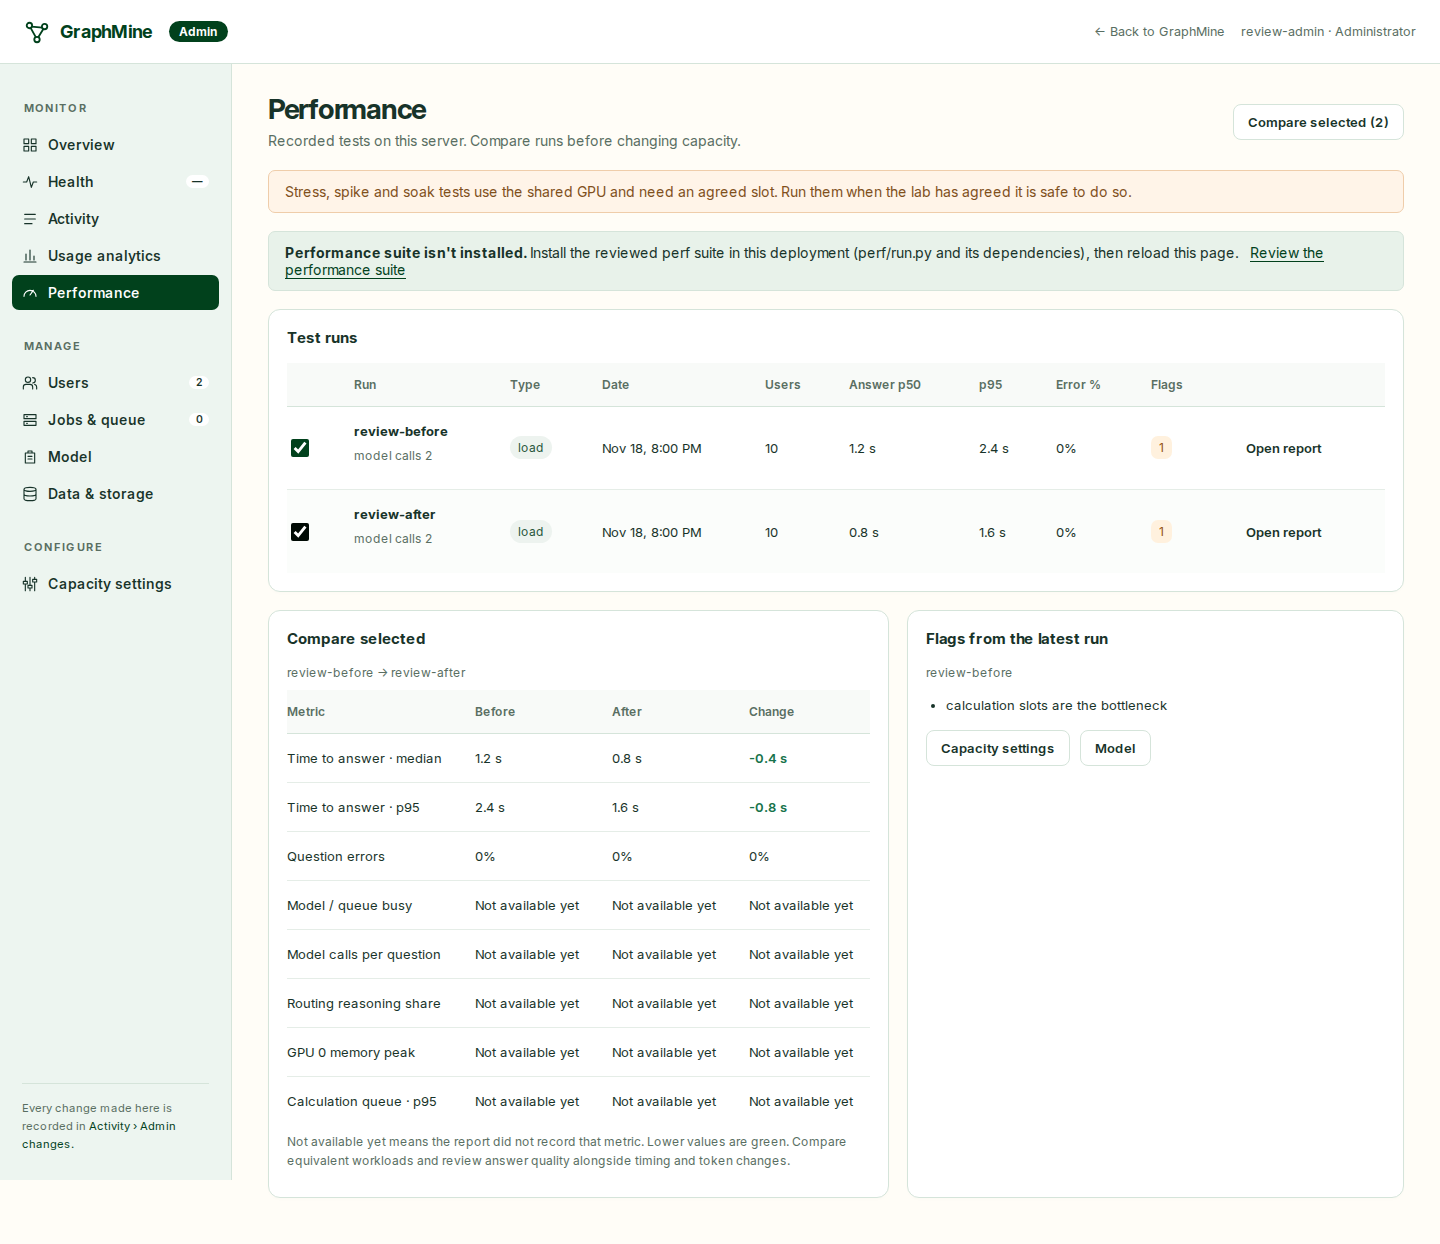 GraphMine
Admin
← Back to GraphMine
review-admin · Administrator
MONITOR
Overview
Health
—
Activity
Usage analytics
Performance
MANAGE
Users
2
Jobs & queue
0
Model
Data & storage
CONFIGURE
Capacity settings
Every change made here is
recorded in Activity › Admin
changes.
Performance
Recorded tests on this server. Compare runs before changing capacity.
Compare selected (2)
Stress, spike and soak tests use the shared GPU and need an agreed slot. Run them when the lab has agreed it is safe to do so.
Performance suite isn't installed. Install the reviewed perf suite in this deployment (perf/run.py and its dependencies), then reload this page. Review the
performance suite
Test runs
Run Type Date Users Answer p50 p95 Error % Flags
review-before
model calls 2
load Nov 18, 8:00 PM 10 1.2 s 2.4 s 0% 1 Open report
review-after
model calls 2
load Nov 18, 8:00 PM 10 0.8 s 1.6 s 0% 1 Open report
Compare selected
review-before → review-after
Metric Before After Change
Time to answer · median 1.2 s 0.8 s -0.4 s
Time to answer · p95 2.4 s 1.6 s -0.8 s
Question errors 0% 0% 0%
Model / queue busy Not available yet Not available yet Not available yet
Model calls per question Not available yet Not available yet Not available yet
Routing reasoning share Not available yet Not available yet Not available yet
GPU 0 memory peak Not available yet Not available yet Not available yet
Calculation queue · p95 Not available yet Not available yet Not available yet
Not available yet means the report did not record that metric. Lower values are green. Compare
equivalent workloads and review answer quality alongside timing and token changes.
Flags from the latest run
review-before
• calculation slots are the bottleneck
Capacity settings
Model